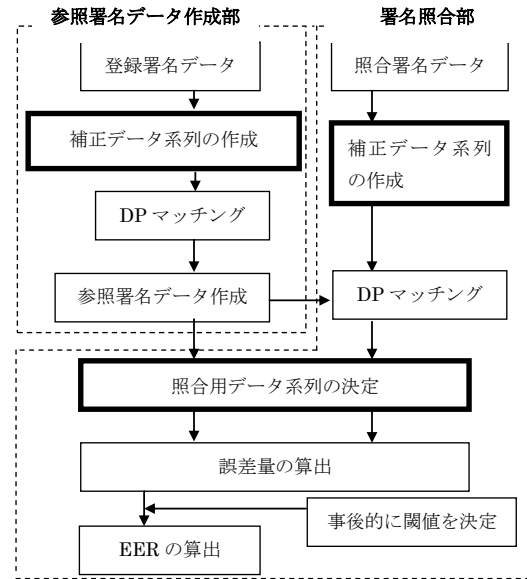 参照署名データ作成部
署名照合部
登録署名データ
照合署名データ
補正データ系列の作成
補正データ系列
の作成
DP マッチング
参照署名データ作成
DP マッチング
照合用データ系列の決定
誤差量の算出
事後的に閾値を決定
EER の算出